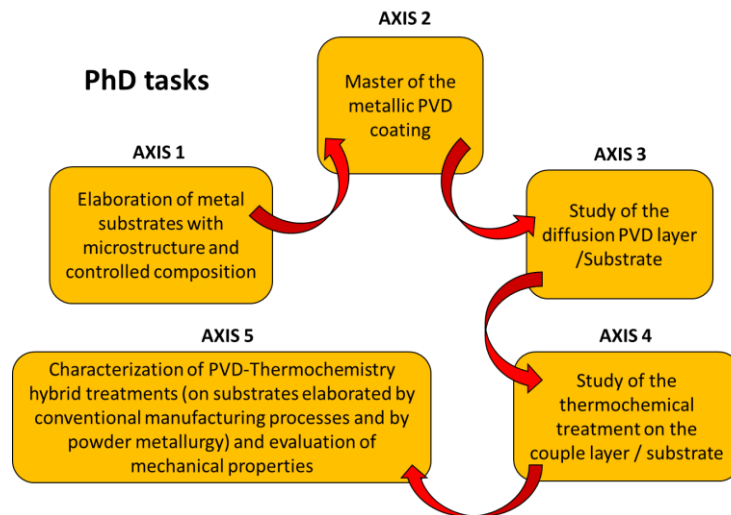 PhD tasks
AXIS 1
Elaboration of metal
substrates with
microstructure and
controlled composition
AXIS 2
Master of the
metallic PVD
coating
AXIS 3
Study of the
diffusion PVD layer
/Substrate
AXIS 4
Study of the
thermochemical
treatment on the
couple layer / substrate
AXIS 5
Characterization of PVD-Thermochemistry
hybrid treatments (on substrates elaborated by
conventional manufacturing processes and by
powder metallurgy) and evaluation of
mechanical properties